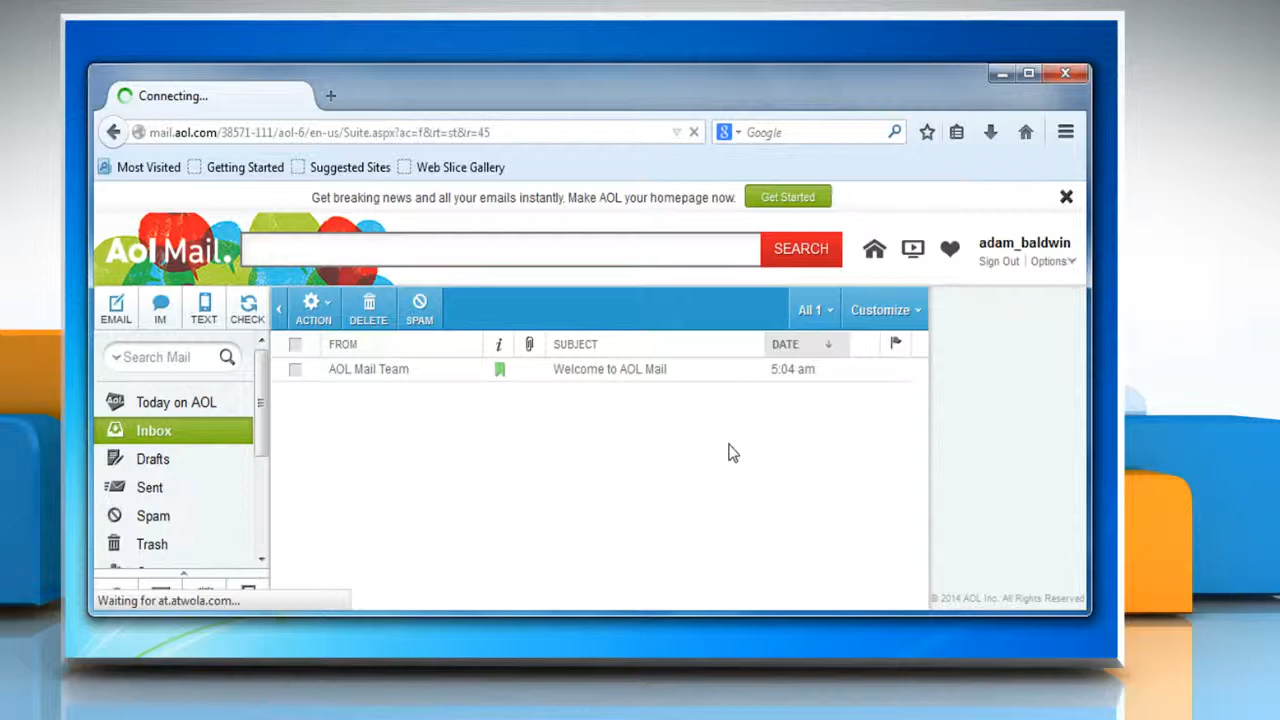 Connecting...
mail.aol.com/38571-111/aol-6/en-us/Suite.aspx?ac=f&rt=st&ir=45
Google
Most Visited Getting Started Suggested Sites Web Slice Gallery
Get breaking news and all your emails instantly. Make AOL your homepage now. Get Started
Aol Mail. SEARCH
adam_baldwin
Sign Out | Options
EMAIL IM TEXT CHECK ACTION DELETE SPAM All 1 Customize
Search Mail
FROM i SUBJECT DATE
AOL Mail Team Welcome to AOL Mail 5:04 am
Today on AOL
Inbox
Drafts
Sent
Spam
Trash
Waiting for at.atwola.com...
© 2014 AOL Inc. All Rights Reserved